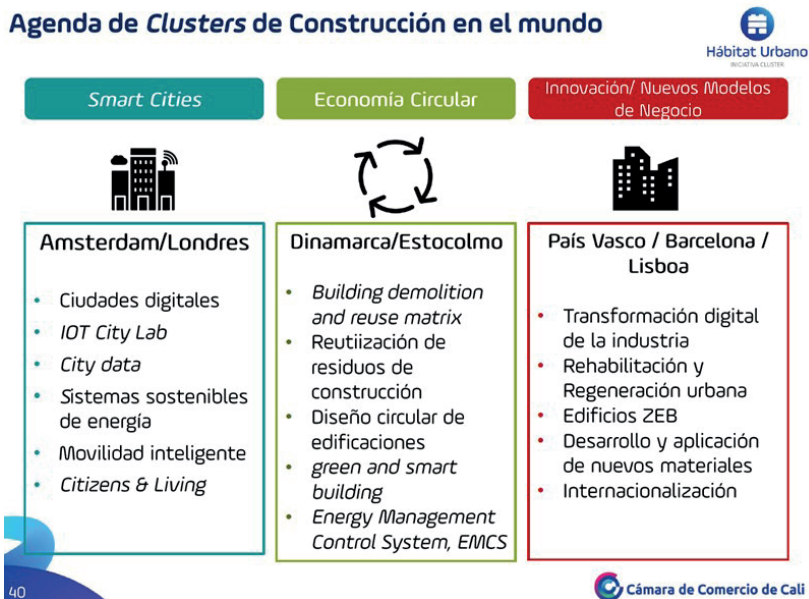 Agenda de Clusters de Construcción en el mundo
Hábitat Urbano
INICIATIVA CLUSTER
Smart Cities
Economía Circular
Innovación/ Nuevos Modelos
de Negocio
Amsterdam/Londres
• Ciudades digitales
• IOT City Lab
• City data
• Sistemas sostenibles
de energía
• Movilidad inteligente
• Citizens & Living
Dinamarca/Estocolmo
• Building demolition
and reuse matrix
• Reutiización de
residuos de
construcción
• Diseño circular de
edificaciones
• green and smart
building
• Energy Management
Control System, EMCS
País Vasco / Barcelona /
Lisboa
• Transformación digital
de la industria
• Rehabilitación y
Regeneración urbana
• Edificios ZEB
• Desarrollo y aplicación
de nuevos materiales
• Internacionalización
40
Cámara de Comercio de Cali